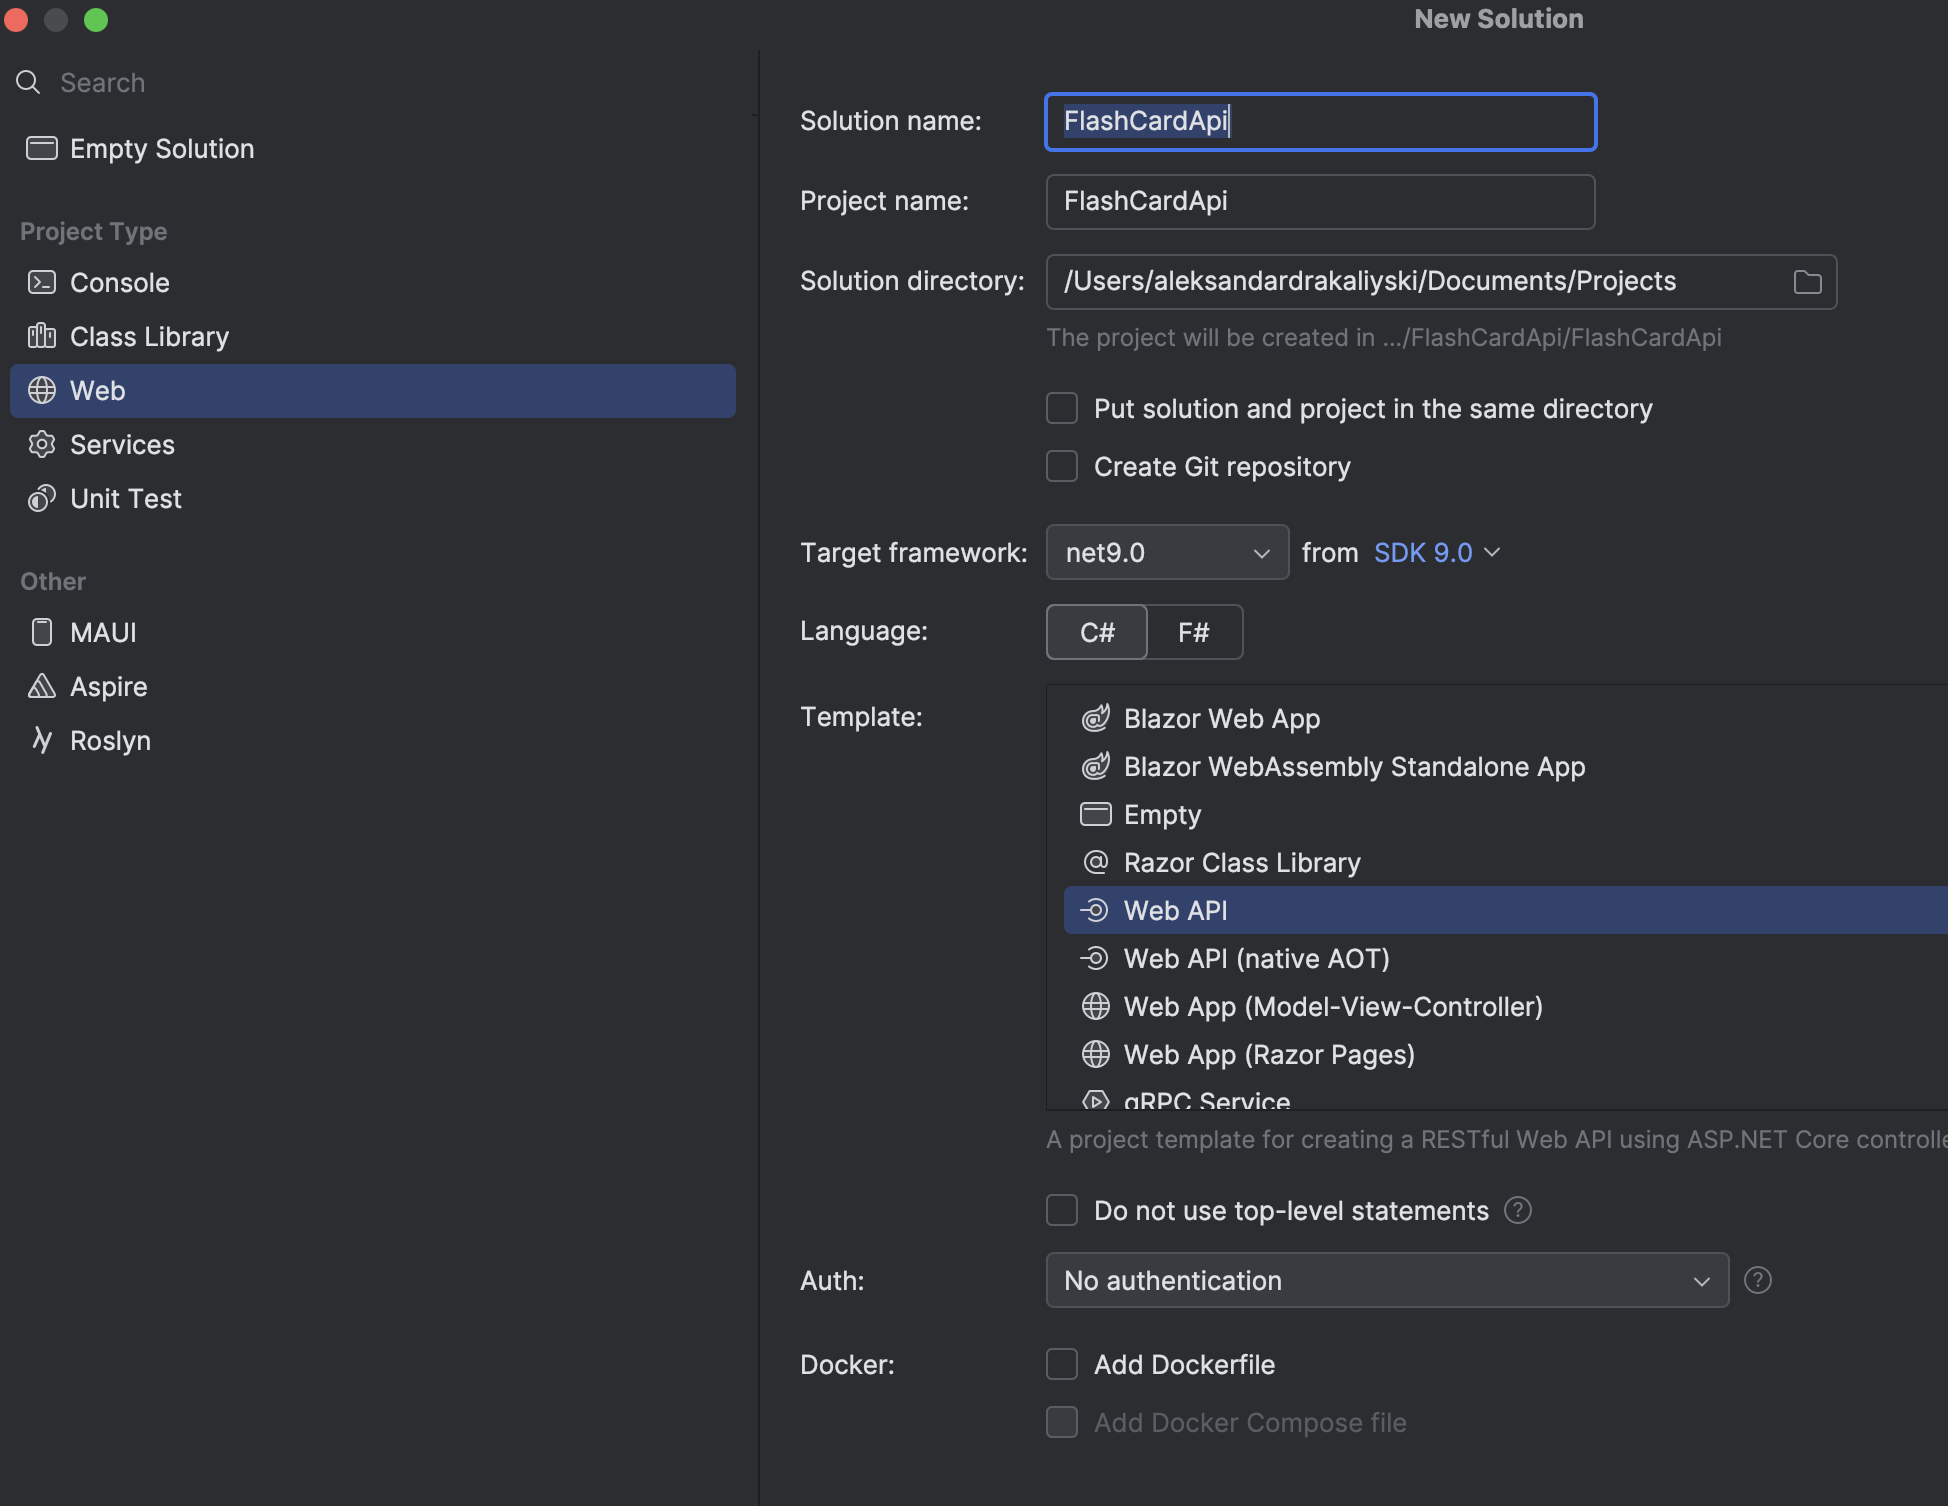 New Solution
Search
Empty Solution
Project Type
Console
Class Library
Web
Services
Unit Test
Other
MAUI
Aspire
Roslyn
Solution name: FlashCardApi
Project name: FlashCardApi
Solution directory: /Users/aleksandardrakaliyski/Documents/Projects
The project will be created in .../FlashCardApi/FlashCardApi
Put solution and project in the same directory
Create Git repository
Target framework: net9.0 from SDK 9.0
Language: C# F#
Template:
Blazor Web App
Blazor WebAssembly Standalone App
Empty
Razor Class Library
Web API
Web API (native AOT)
Web App (Model-View-Controller)
Web App (Razor Pages)
gRPC Service
A project template for creating a RESTful Web API using ASP.NET Core controlle
Do not use top-level statements ?
Auth: No authentication ?
Docker: Add Dockerfile
Add Docker Compose file